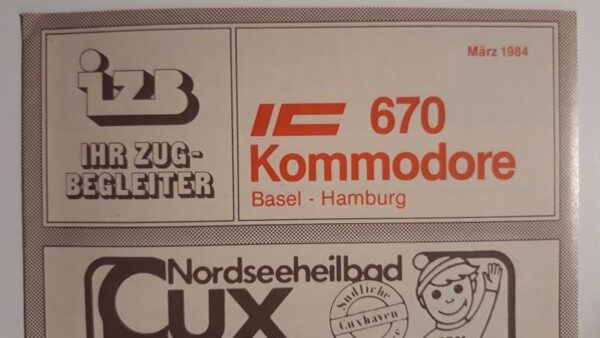 izB
IHR ZUG-
BEGLEITER
März 1984
IC 670
Kommodore
Basel - Hamburg
Nordseeheilbad
CUX
Südliche
Cuxhaven